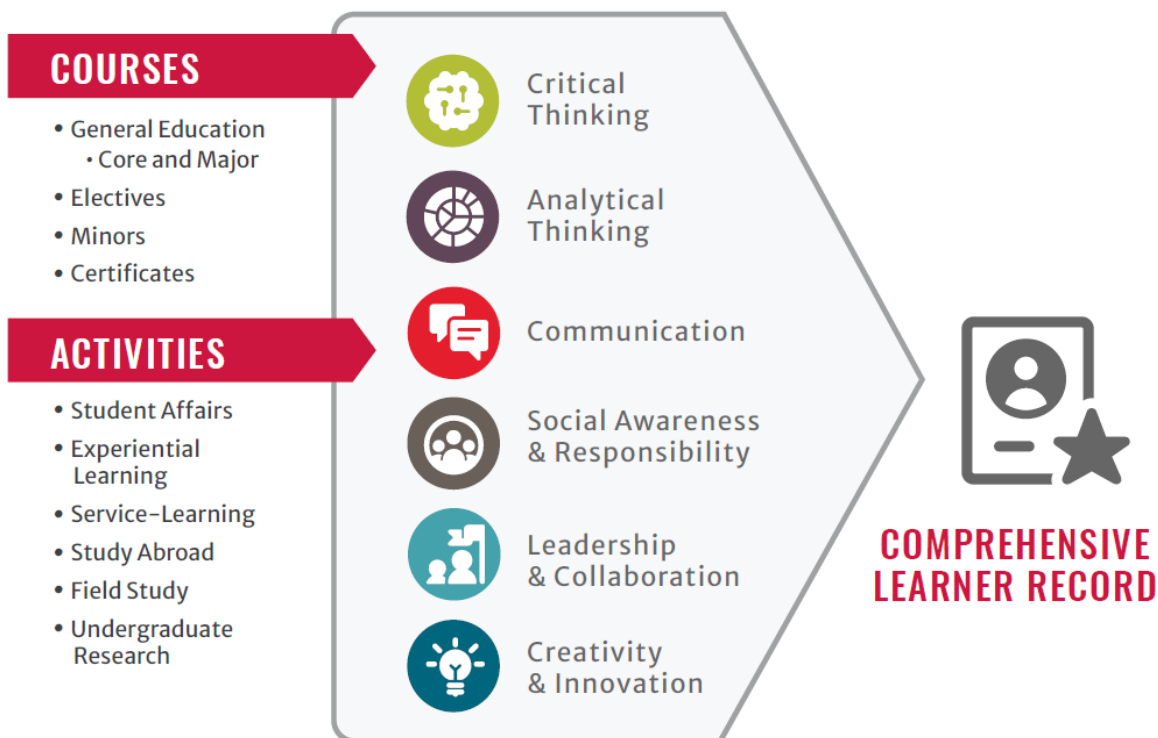 COURSES
• General Education
• Core and Major
• Electives
• Minors
• Certificates
ACTIVITIES
• Student Affairs
• Experiential
Learning
• Service-Learning
• Study Abroad
• Field Study
• Undergraduate
Research
Critical
Thinking
Analytical
Thinking
Communication
Social Awareness
& Responsibility
Leadership
& Collaboration
Creativity
& Innovation
COMPREHENSIVE
LEARNER RECORD